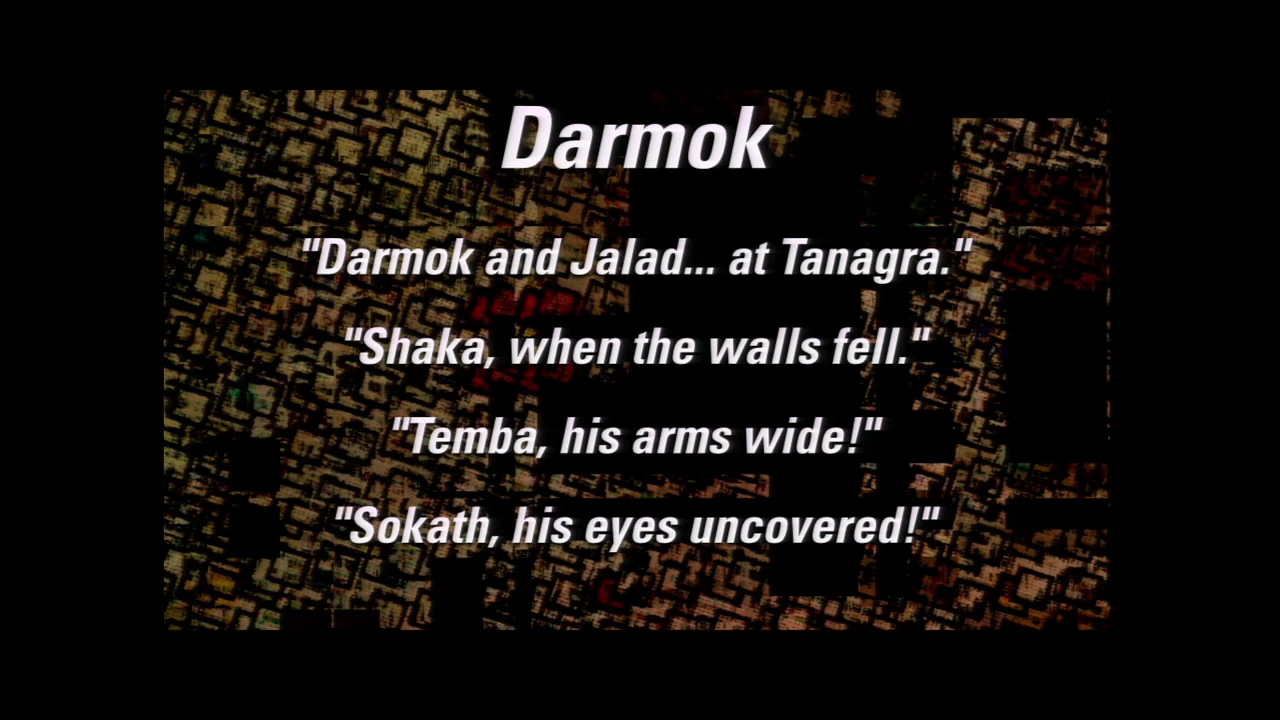 Darmok
"Darmok and Jalad... at Tanagra."
"Shaka, when the walls fell."
"Temba, his arms wide!"
"Sokath, his eyes uncovered!"